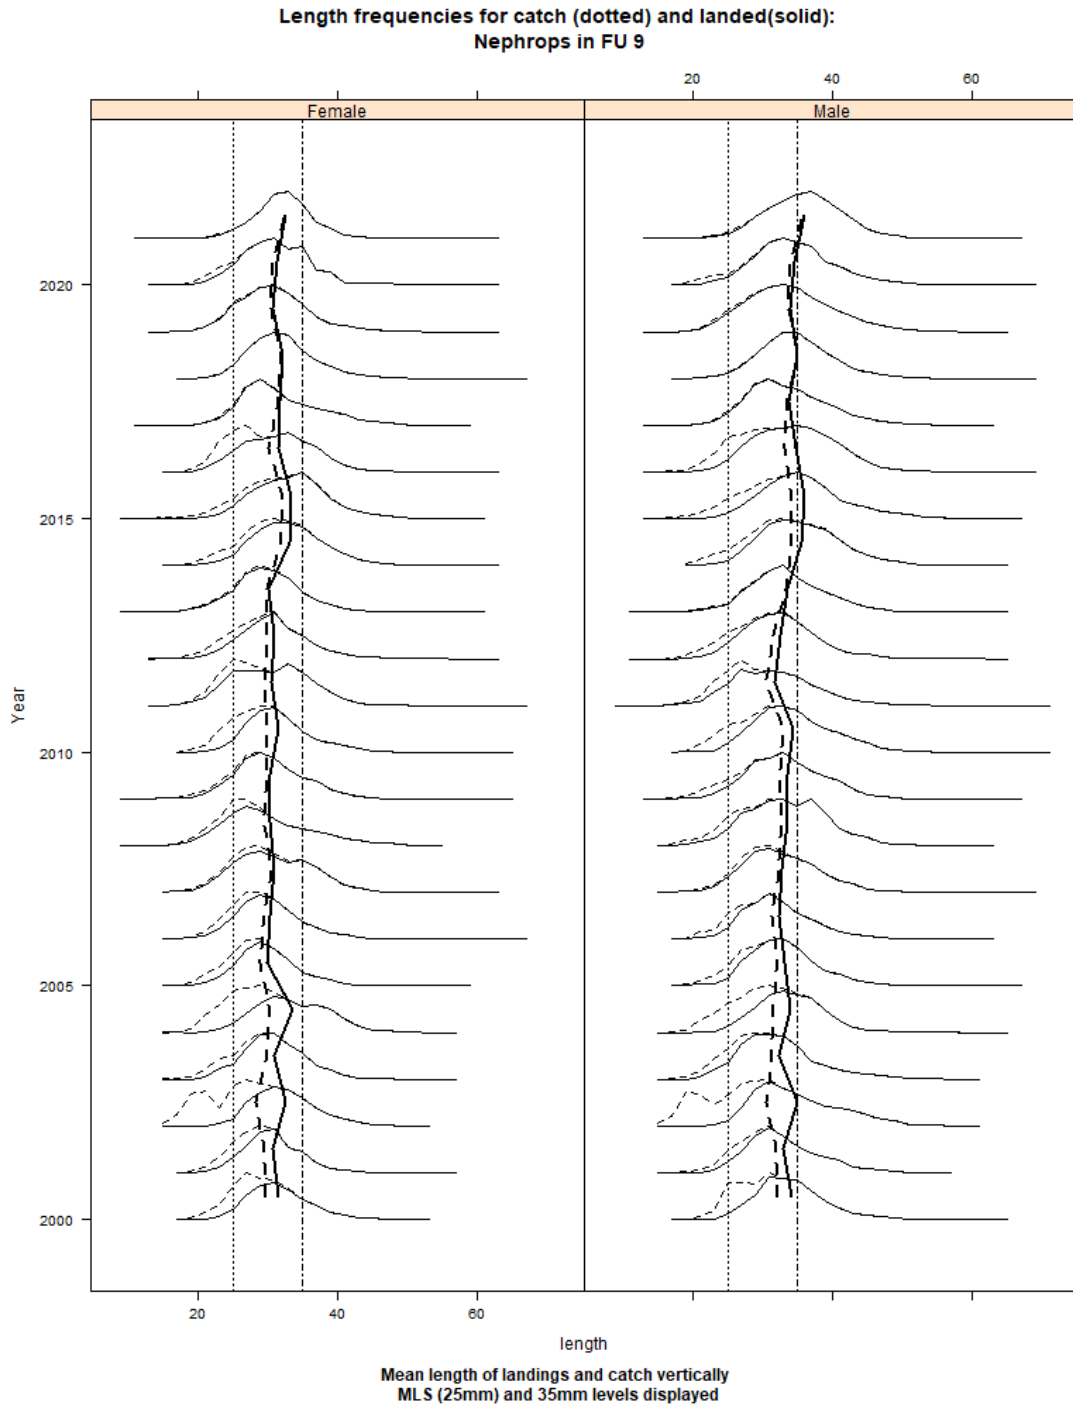 Length frequencies for catch (dotted) and landed(solid):
Nephrops in FU 9
20 40 60
Female Male
2020
2015
2010
2005
2000
Year
20 40 60
length
Mean length of landings and catch vertically
MLS (25mm) and 35mm levels displayed